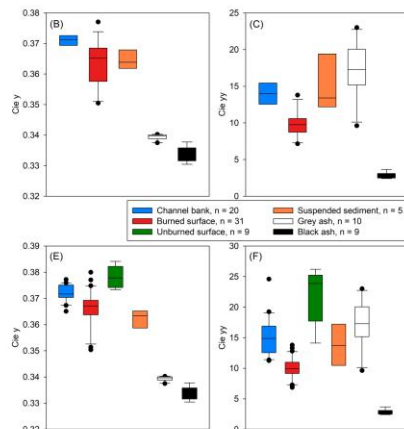 (B)
0.38
0.37
0.36
0.35
0.34
0.33
0.32
Cie y
(C)
25
20
15
10
5
0
Cie yy
Channel bank, n = 20
Burned surface, n = 31
Unburned surface, n = 9
Suspended sediment, n = 5
Grey ash, n = 10
Black ash, n = 9
(E)
0.39
0.38
0.37
0.36
0.35
0.34
0.33
0.32
Cie y
(F)
30
25
20
15
10
5
0
Cie yy